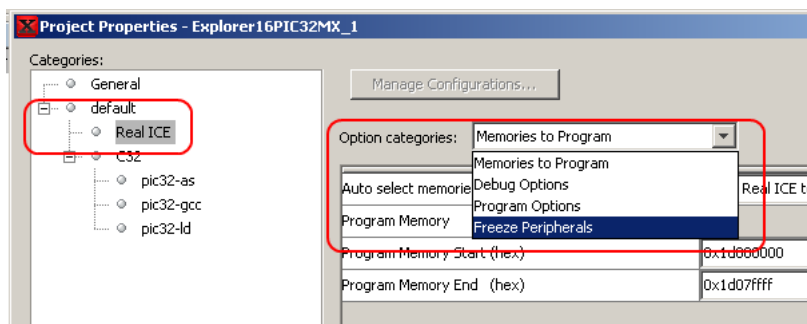 Project Properties - Explorer16PIC32MX_1
Categories:
General
default
Real ICE
C32
pic32-as
pic32-gcc
pic32-ld
Manage Configurations...
Option categories: Memories to Program
Memories to Program
Debug Options
Program Options
Freeze Peripherals
Auto select memorie Real ICE t
Program Memory
Program Memory Start (hex) 0x1d000000
Program Memory End (hex) 0x1d07ffff